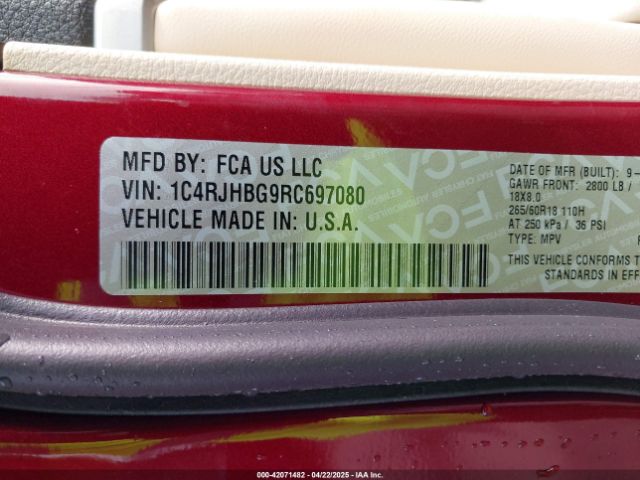 MFD BY: FCA US LLC
VIN: 1C4RJHBG9RC697080
VEHICLE MADE IN: U.S.A.
DATE OF MFR (BUILT): 9-
GAWR FRONT: 2800 LB /
18X8.0
265/60R18 110H
AT 250 kPa / 36 PSI
TYPE: MPV
THIS VEHICLE CONFORMS T
STANDARDS IN EFF
000-42071482 04/22/2025 Copyright IAA, LLC.